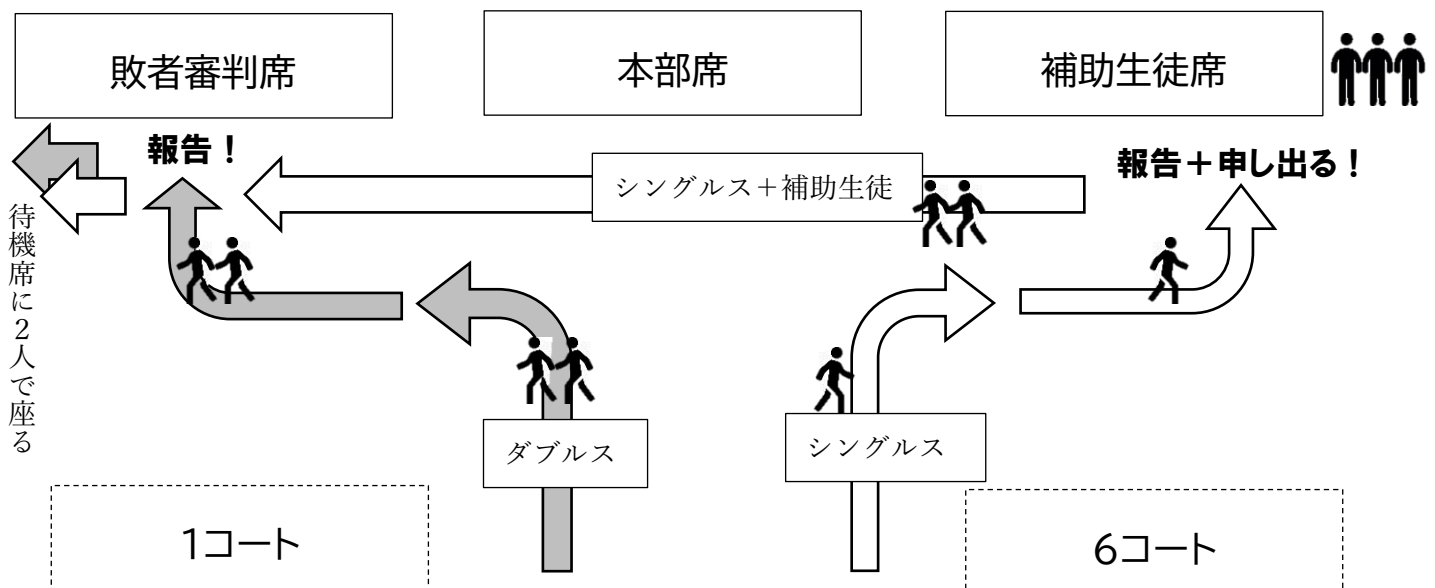 敗者審判席
本部席
補助生徒席
報告！
報告＋申し出る！
シングルス＋補助生徒
待機席に2人で座る
ダブルス
シングルス
1コート
6コート